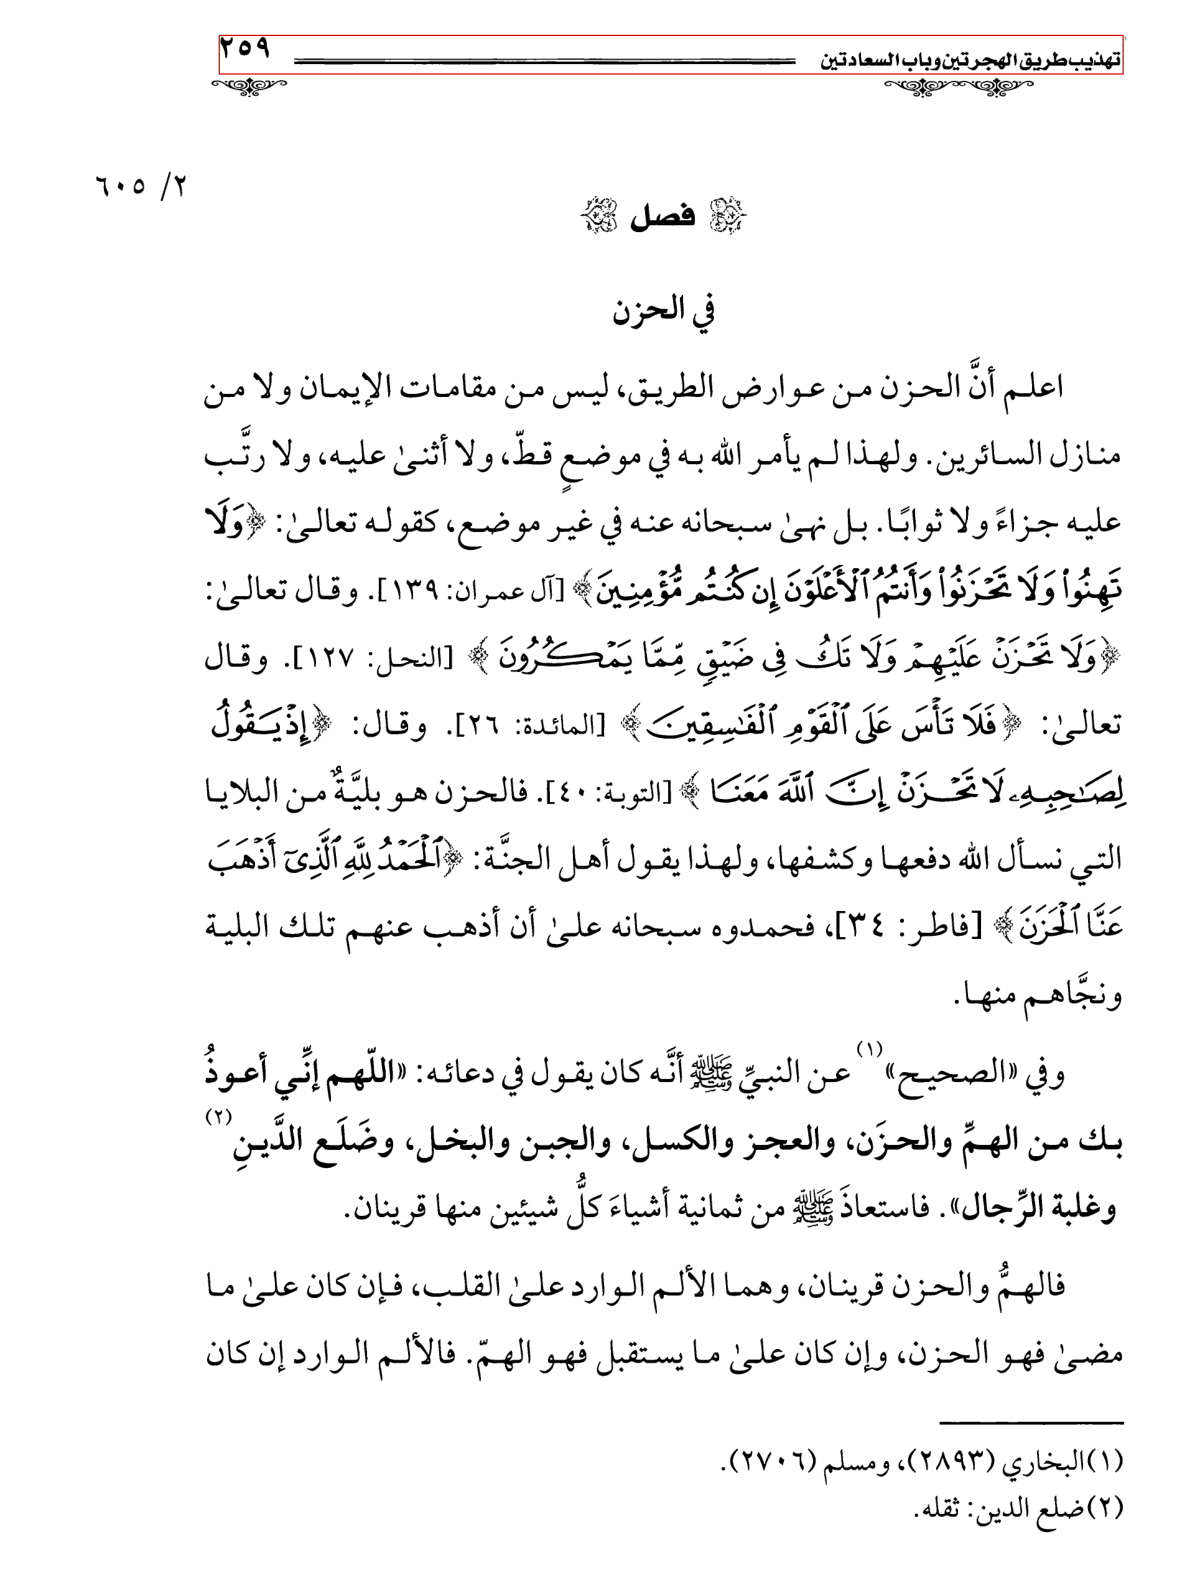 تهذيب طريق الهجرتين وباب السعادتين ٢٥٩
٢/ ٦٠٥
فصل
في الحزن
اعلم أنَّ الحزن من عوارض الطريق، ليس من مقامات الإيمان ولا من
منازل السائرين. ولهذا لم يأمر الله به في موضعٍ قطّ، ولا أثنىٰ عليه، ولا رتَّب
عليه جزاءً ولا ثوابًا. بل نهىٰ سبحانه عنه في غير موضع، كقوله تعالىٰ: ﴿وَلَا
تَهِنُواْ وَلَا تَحْزَنُواْ وَأَنتُمُ ٱلْأَعْلَوْنَ إِن كُنتُم مُّؤْمِنِينَ﴾ [آل عمران: ١٣٩]. وقال تعالىٰ:
﴿وَلَا تَحْزَنْ عَلَيْهِمْ وَلَا تَكُ فِى ضَيْقٍ مِّمَّا يَمْكُرُونَ﴾ [النحل: ١٢٧]. وقال
تعالىٰ: ﴿فَلَا تَأْسَ عَلَى ٱلْقَوْمِ ٱلْفَٰسِقِينَ﴾ [المائدة: ٢٦]. وقال: ﴿إِذْ يَقُولُ
لِصَٰحِبِهِۦ لَا تَحْزَنْ إِنَّ ٱللَّهَ مَعَنَا﴾ [التوبة: ٤٠]. فالحزن هو بليَّةٌ من البلايا
التي نسأل الله دفعها وكشفها، ولهذا يقول أهل الجنَّة: ﴿ٱلْحَمْدُ لِلَّهِ ٱلَّذِىٓ أَذْهَبَ
عَنَّا ٱلْحَزَنَ﴾ [فاطر: ٣٤]، فحمدوه سبحانه علىٰ أن أذهب عنهم تلك البلية
ونجَّاهم منها.
وفي «الصحيح»(١) عن النبيِّ ﷺ أنَّه كان يقول في دعائه: «اللّهم إنِّي أعوذُ
بك من الهمِّ والحزَن، والعجز والكسل، والجبن والبخل، وضَلَع الدَّينِ(٢)
وغلبة الرِّجال». فاستعاذَ ﷺ من ثمانية أشياءَ كلُّ شيئين منها قرينان.
فالهمُّ والحزن قرينان، وهما الألم الوارد علىٰ القلب، فإن كان علىٰ ما
مضىٰ فهو الحزن، وإن كان علىٰ ما يستقبل فهو الهمّ. فالألم الوارد إن كان
(١) البخاري (٢٨٩٣)، ومسلم (٢٧٠٦).
(٢) ضلع الدين: ثقله.